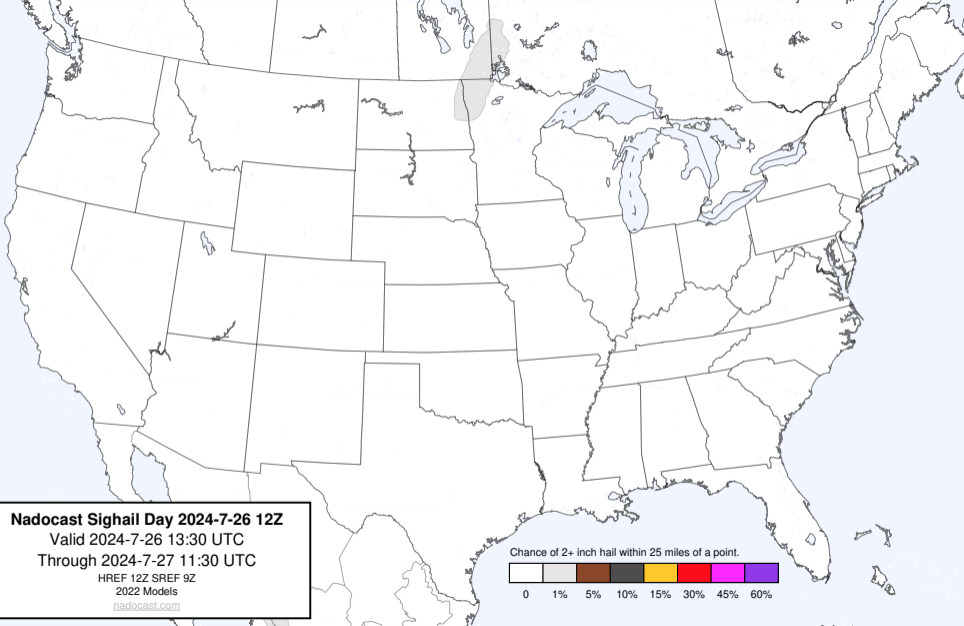 Nadocast Sighail Day 2024-7-26 12Z
Valid 2024-7-26 13:30 UTC
Through 2024-7-27 11:30 UTC
HREF 12Z SREF 9Z
2022 Models
nadocast.com
Chance of 2+ inch hail within 25 miles of a point.
0 1% 5% 10% 15% 30% 45% 60%